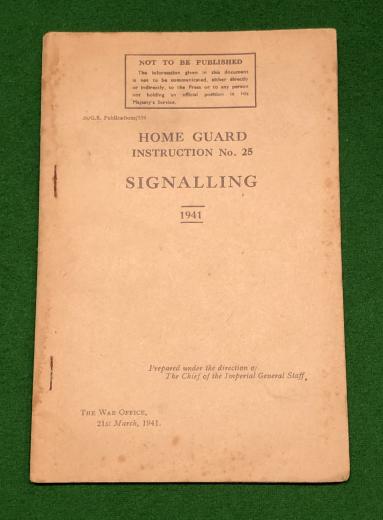 NOT TO BE PUBLISHED
The information given in this document
is not to be communicated, either directly
or indirectly, to the Press or to any person
not holding an official position in His
Majesty's Service.
Publications
HOME GUARD
INSTRUCTION No. 25
SIGNALLING
1941
Prepared under the direction of
The Chief of the Imperial General Staff.
THE WAR OFFICE,
21st March, 1941.